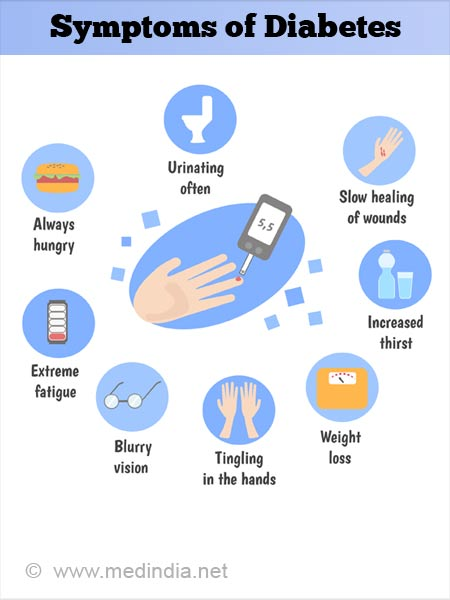 Symptoms of Diabetes
Urinating
often
Always
hungry
Slow healing
of wounds
5,5
Increased
thirst
Extreme
fatigue
Blurry
vision
Tingling
in the hands
Weight
loss
© www.medindia.net